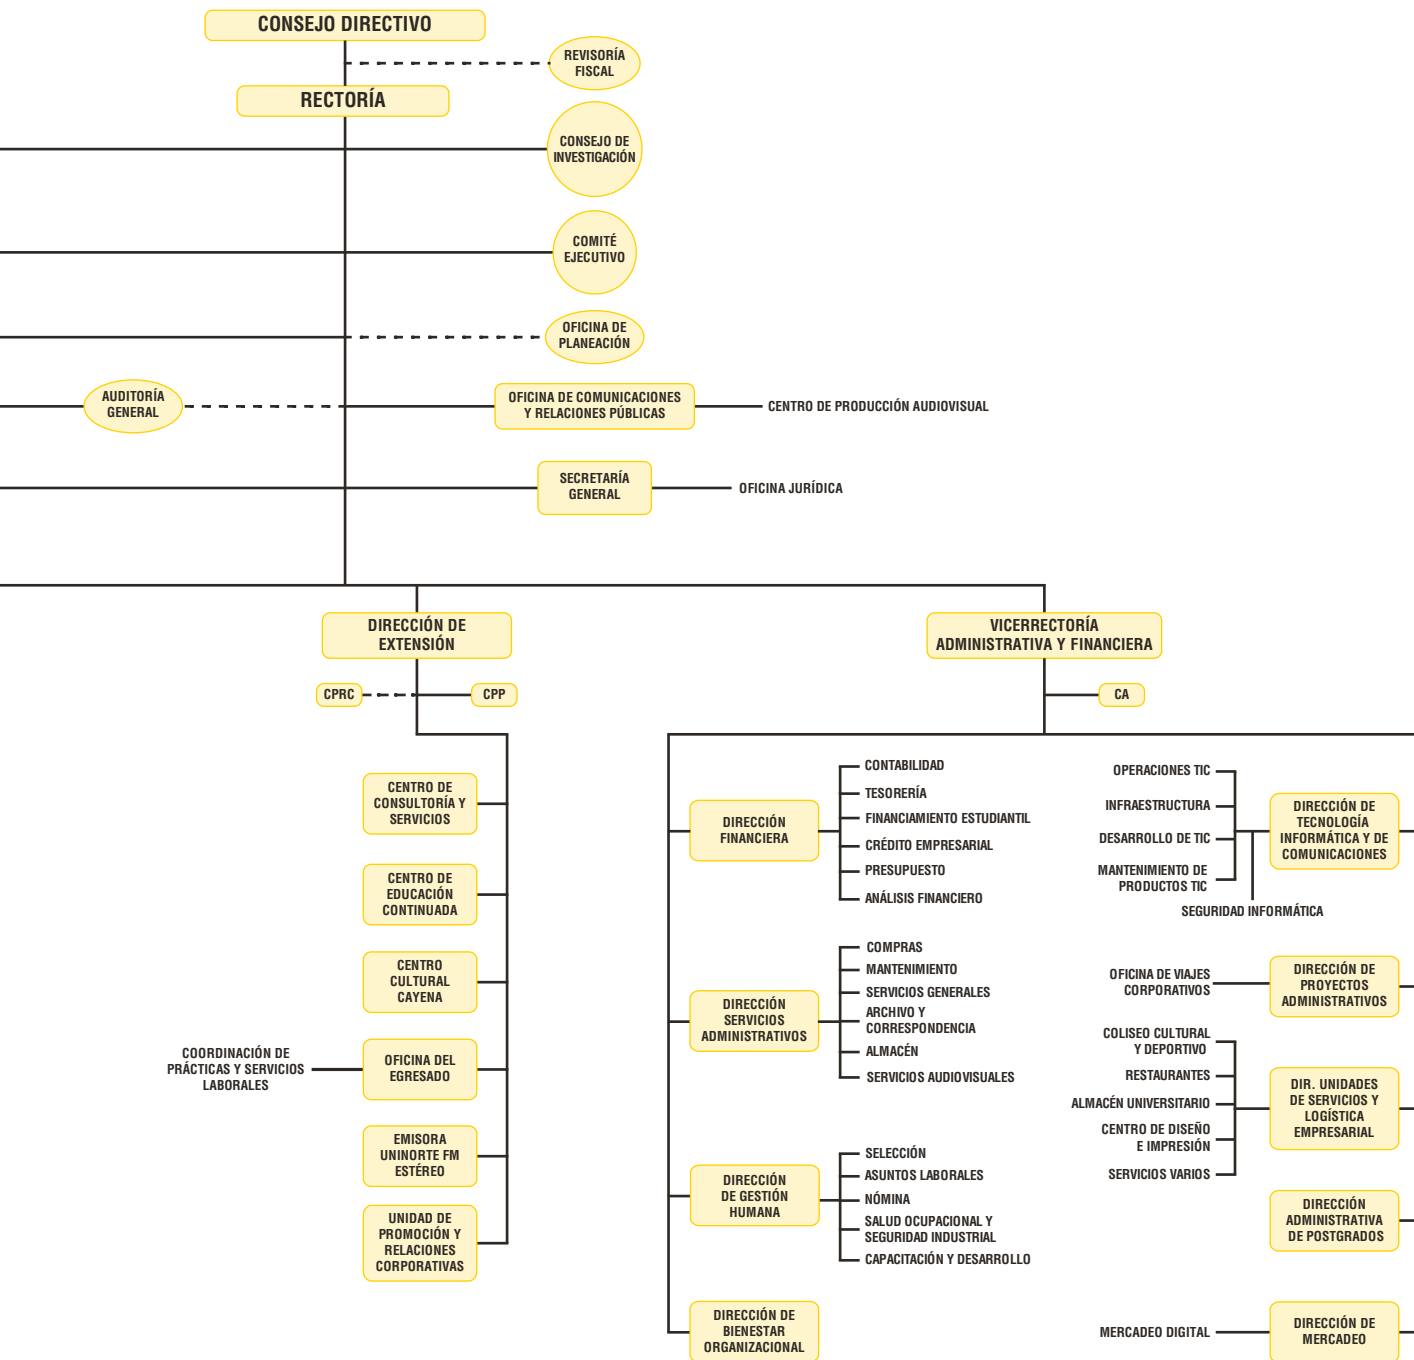 CONSEJO DIRECTIVO
REVISORÍA
FISCAL
RECTORÍA
CONSEJO DE
INVESTIGACIÓN
COMITÉ
EJECUTIVO
OFICINA DE
PLANEACIÓN
AUDITORÍA
GENERAL
OFICINA DE COMUNICACIONES
Y RELACIONES PÚBLICAS
CENTRO DE PRODUCCIÓN AUDIOVISUAL
SECRETARÍA
GENERAL
OFICINA JURÍDICA
DIRECCIÓN DE
EXTENSIÓN
CPRC
CPP
CENTRO DE
CONSULTORÍA Y
SERVICIOS
CENTRO DE
EDUCACIÓN
CONTINUADA
CENTRO
CULTURAL
CAYENA
OFICINA DEL
EGRESADO
COORDINACIÓN DE
PRÁCTICAS Y SERVICIOS
LABORALES
EMISORA
UNINORTE FM
ESTÉREO
UNIDAD DE
PROMOCIÓN Y
RELACIONES
CORPORATIVAS
VICERRECTORÍA
ADMINISTRATIVA Y FINANCIERA
CA
DIRECCIÓN
FINANCIERA
CONTABILIDAD
TESORERÍA
FINANCIAMIENTO ESTUDIANTIL
CRÉDITO EMPRESARIAL
PRESUPUESTO
ANÁLISIS FINANCIERO
DIRECCIÓN
SERVICIOS
ADMINISTRATIVOS
COMPRAS
MANTENIMIENTO
SERVICIOS GENERALES
ARCHIVO Y
CORRESPONDENCIA
ALMACÉN
SERVICIOS AUDIOVISUALES
DIRECCIÓN
DE GESTIÓN
HUMANA
SELECCIÓN
ASUNTOS LABORALES
NÓMINA
SALUD OCUPACIONAL Y
SEGURIDAD INDUSTRIAL
CAPACITACIÓN Y DESARROLLO
DIRECCIÓN DE
BIENESTAR
ORGANIZACIONAL
OPERACIONES TIC
INFRAESTRUCTURA
DESARROLLO DE TIC
MANTENIMIENTO DE
PRODUCTOS TIC
SEGURIDAD INFORMÁTICA
DIRECCIÓN DE
TECNOLOGÍA
INFORMÁTICA Y DE
COMUNICACIONES
OFICINA DE VIAJES
CORPORATIVOS
DIRECCIÓN DE
PROYECTOS
ADMINISTRATIVOS
COLISEO CULTURAL
Y DEPORTIVO
RESTAURANTES
ALMACÉN UNIVERSITARIO
CENTRO DE DISEÑO
E IMPRESIÓN
SERVICIOS VARIOS
DIR. UNIDADES
DE SERVICIOS Y
LOGÍSTICA
EMPRESARIAL
DIRECCIÓN
ADMINISTRATIVA
DE POSTGRADOS
MERCADEO DIGITAL
DIRECCIÓN DE
MERCADEO